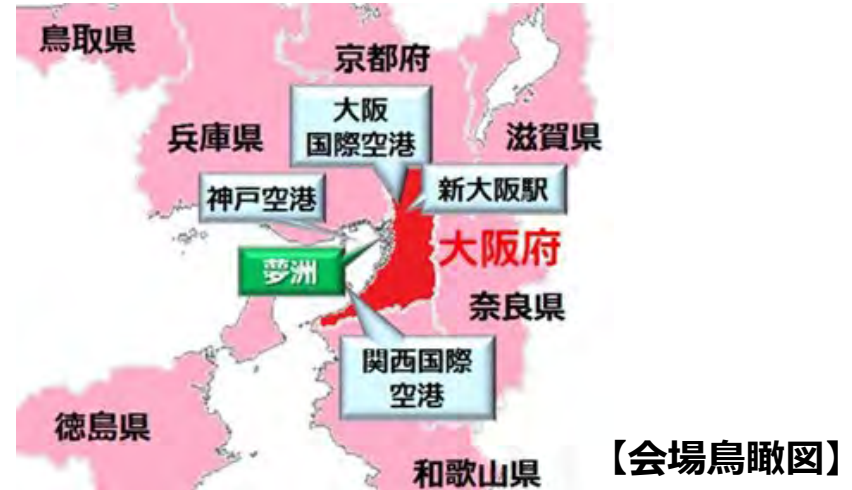 鳥取県
京都府
大阪
国際空港
兵庫県
滋賀県
神戸空港
新大阪駅
大阪府
夢洲
奈良県
関西国際
空港
徳島県
和歌山県
【会場鳥瞰図】